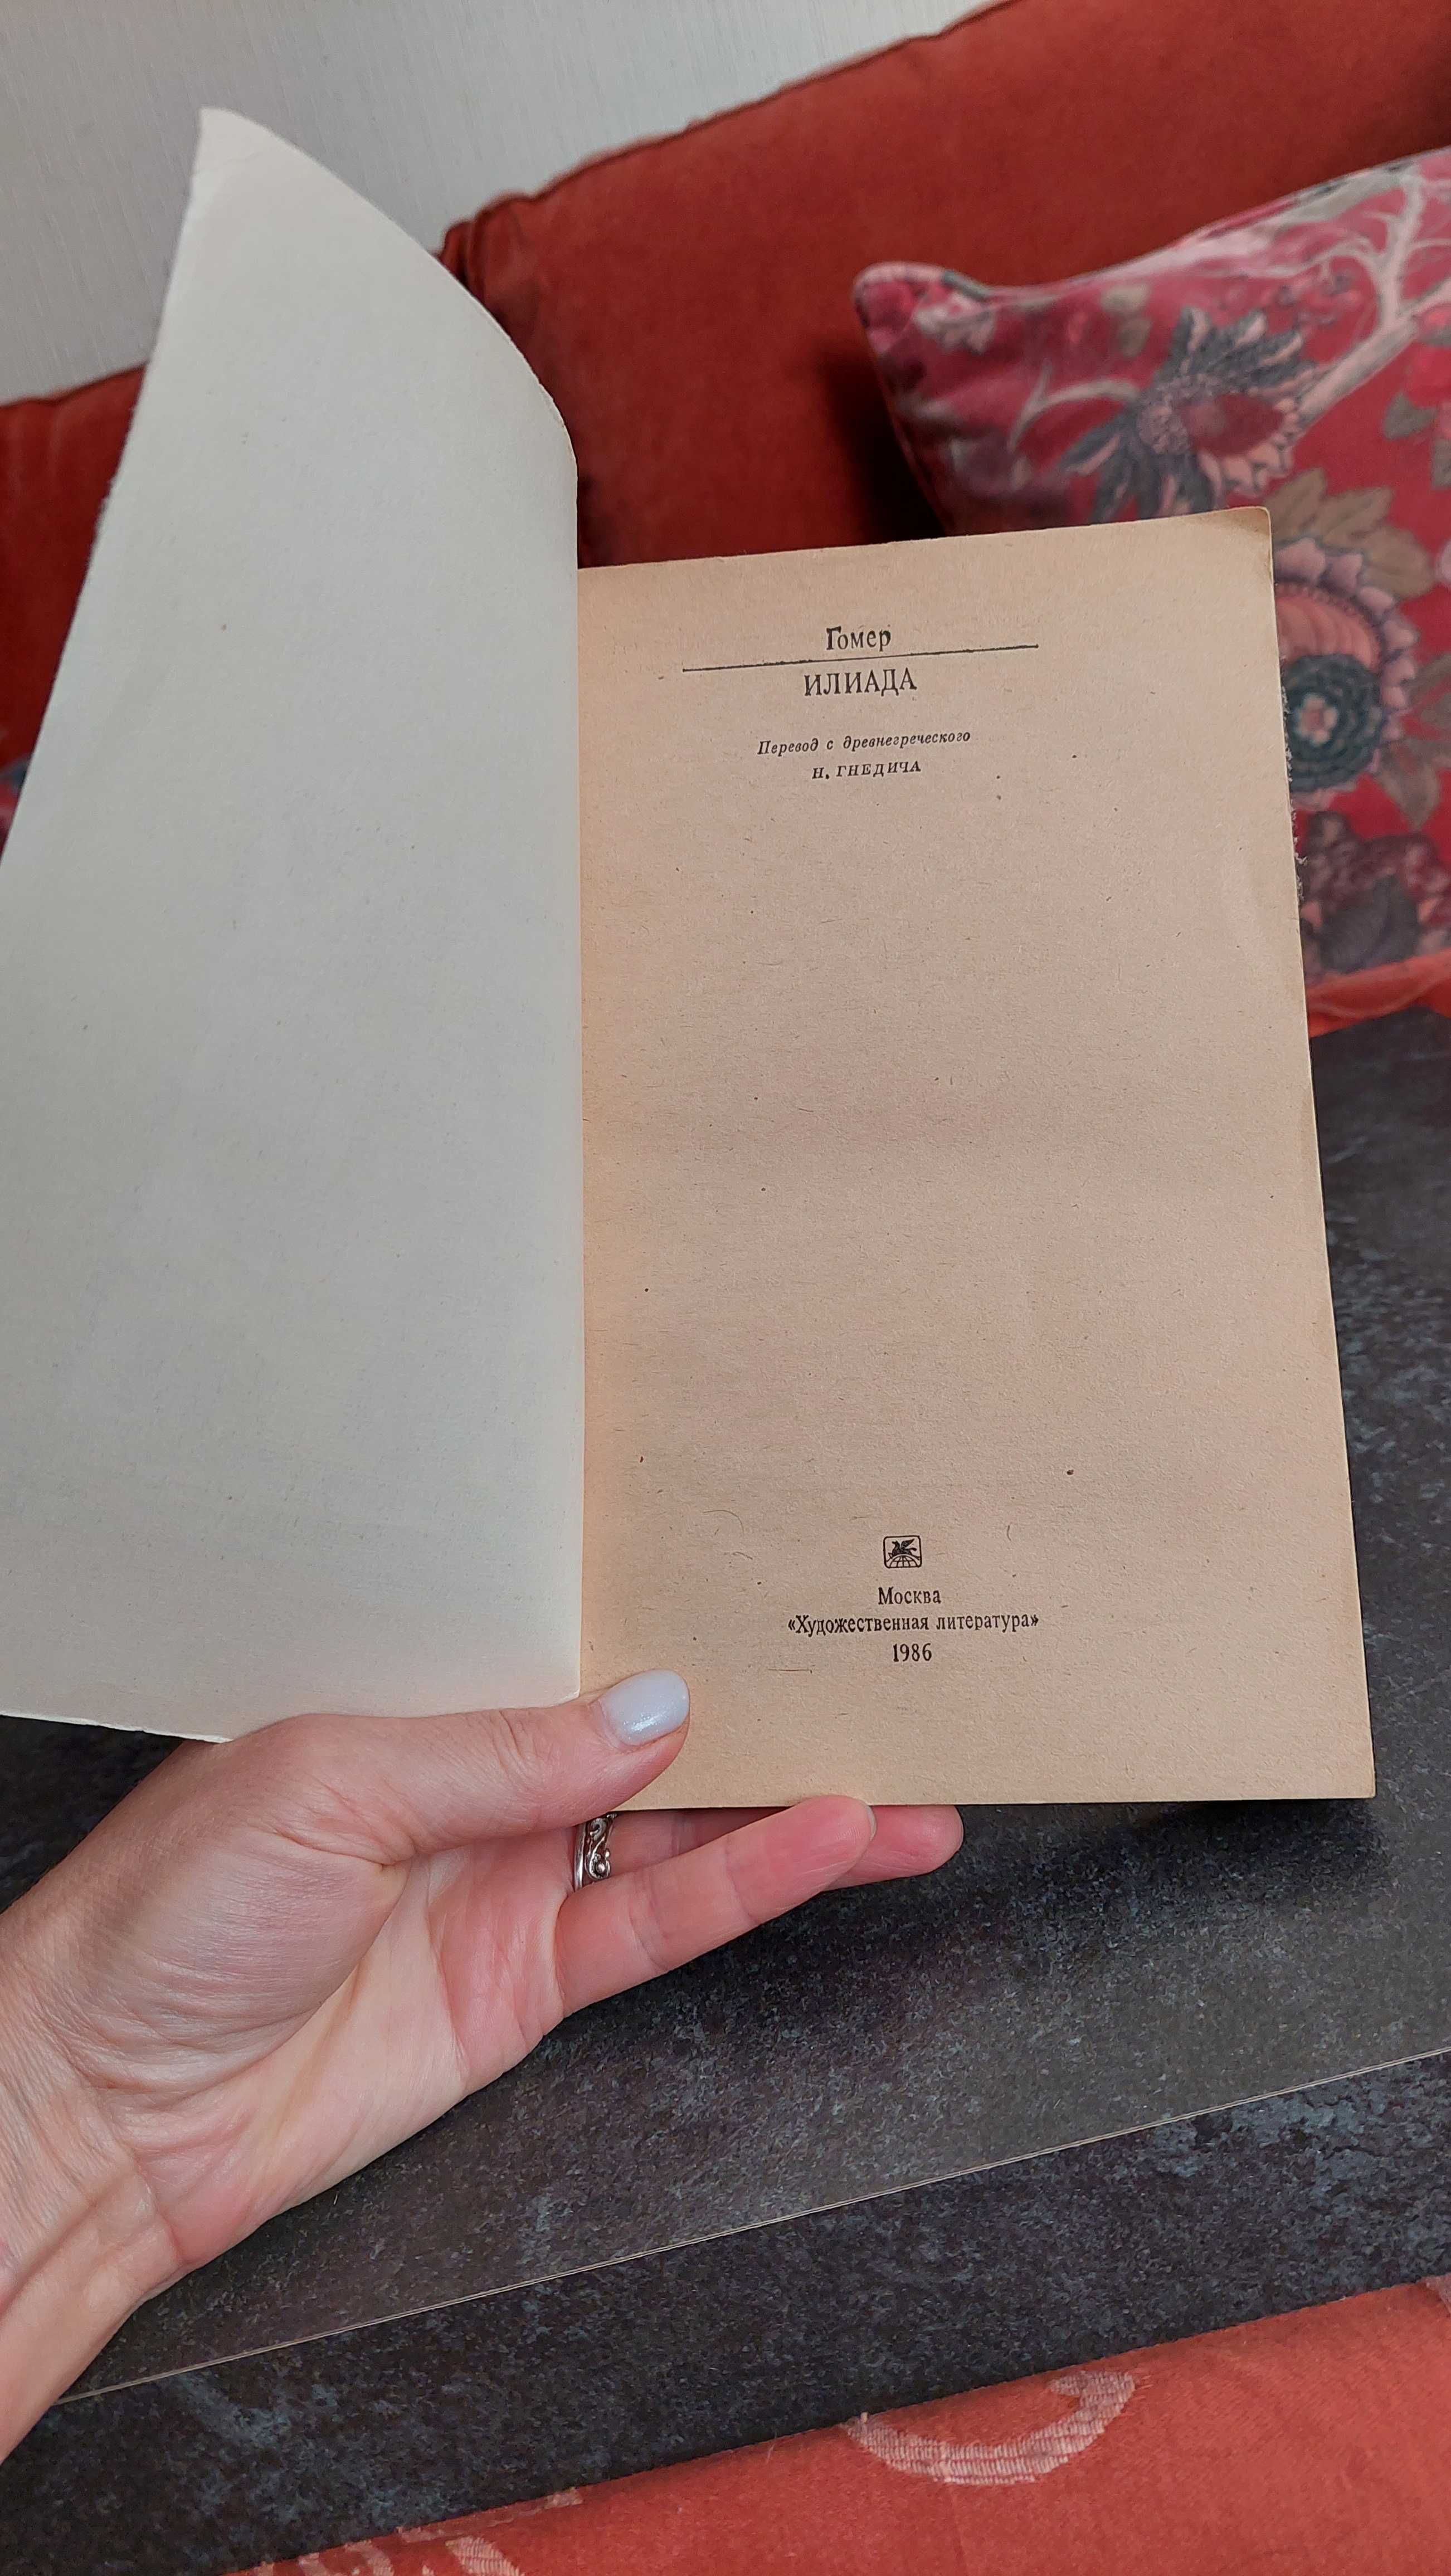 Гомер
ИЛИАДА
Перевод с древнегреческого
Н. ГНЕДИЧА
Москва
«Художественная литература»
1986